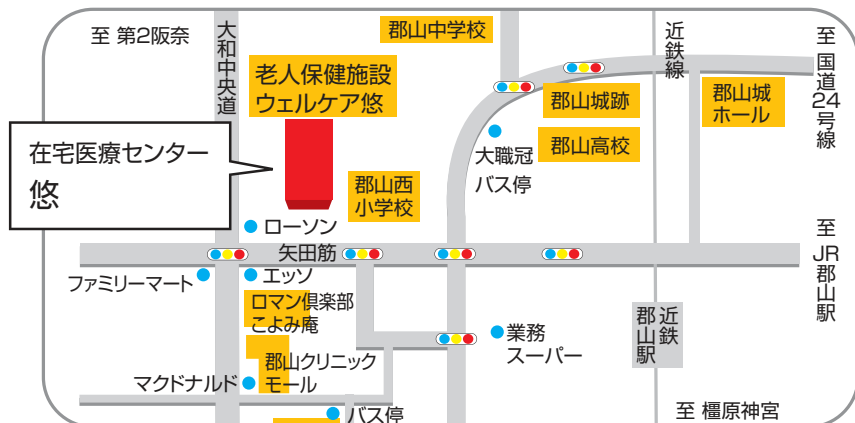 至 第2阪奈
大和中央道
郡山中学校
近鉄線
至 国道24号線
老人保健施設
ウェルケア悠
郡山城跡
郡山城
ホール
在宅医療センター
悠
大職冠
バス停
郡山高校
郡山西
小学校
ローソン
矢田筋
至 JR郡山駅
ファミリーマート
エッソ
ロマン倶楽部
こよみ庵
近鉄
郡山駅
業務
スーパー
郡山クリニック
モール
マクドナルド
バス停
至 橿原神宮